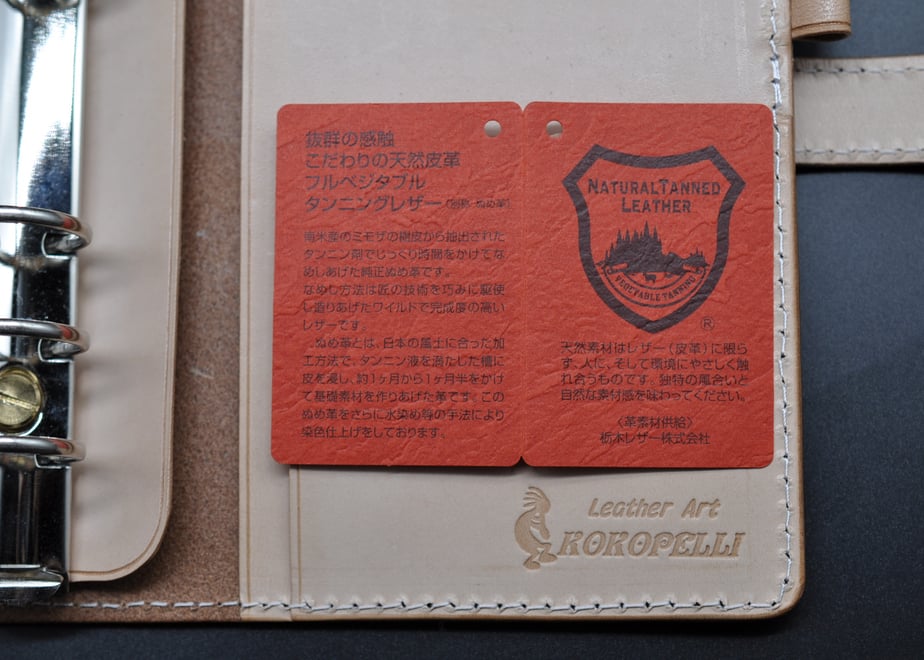 抜群の感触
こだわりの天然皮革
フルベジタブル
タンニングレザー(別称 ぬめ革)
南米産のミモザの樹皮から抽出された
タンニン剤でじっくり時間をかけてな
めしあげた純正ぬめ革です。
なめし方法は匠の技術を巧みに駆使
し造りあげたワイルドで完成度の高い
レザーです。
ぬめ革とは、日本の風土に合った加
工方法で、タンニン液を満たした槽に
皮を浸し、約1ヶ月から1ヶ月半をかけ
て基礎素材を作りあげた革です。この
ぬめ革をさらに水染め等の手法により
染色仕上げをしております。
NATURAL TANNED
LEATHER
VEGETABLE TANNING
®
天然素材はレザー(皮革)に限ら
ず、人に、そして環境にやさしく触
れ合うものです。独特の風合いと
自然な素材感を味わってください。
〈革素材供給〉
栃木レザー株式会社
Leather Art
KOKOPELLI